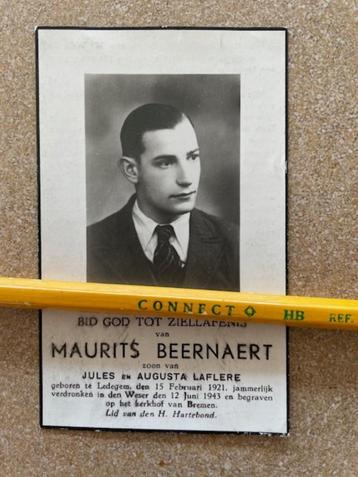 CONNECT HB REF.
BID GOD TOT ZIELLAFENIS
van
MAURITS BEERNAERT
zoon van
JULES EN AUGUSTA LAFLERE
geboren te Ledegem, den 15 Februari 1921, jammerlijk
verdronken in den Weser den 12 Juni 1943 en begraven
op het kerkhof van Bremen.
Lid van den H. Hartebond.